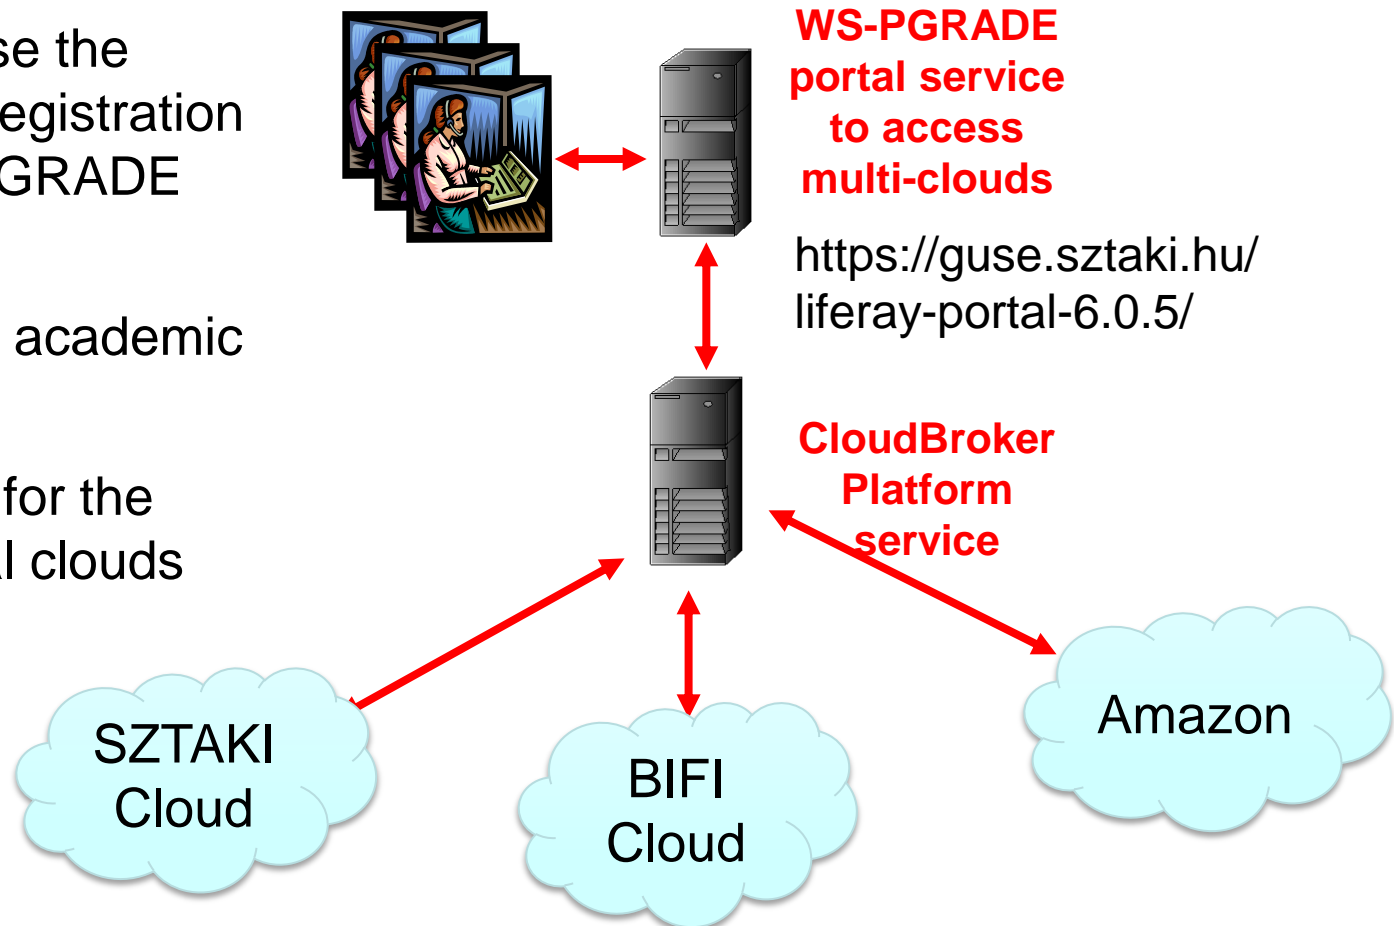 se the
egistration
GRADE
academic
for the
I clouds
WS-PGRADE
portal service
to access
multi-clouds
https://guse.sztaki.hu/
liferay-portal-6.0.5/
CloudBroker
Platform
service
SZTAKI
Cloud
BIFI
Cloud
Amazon